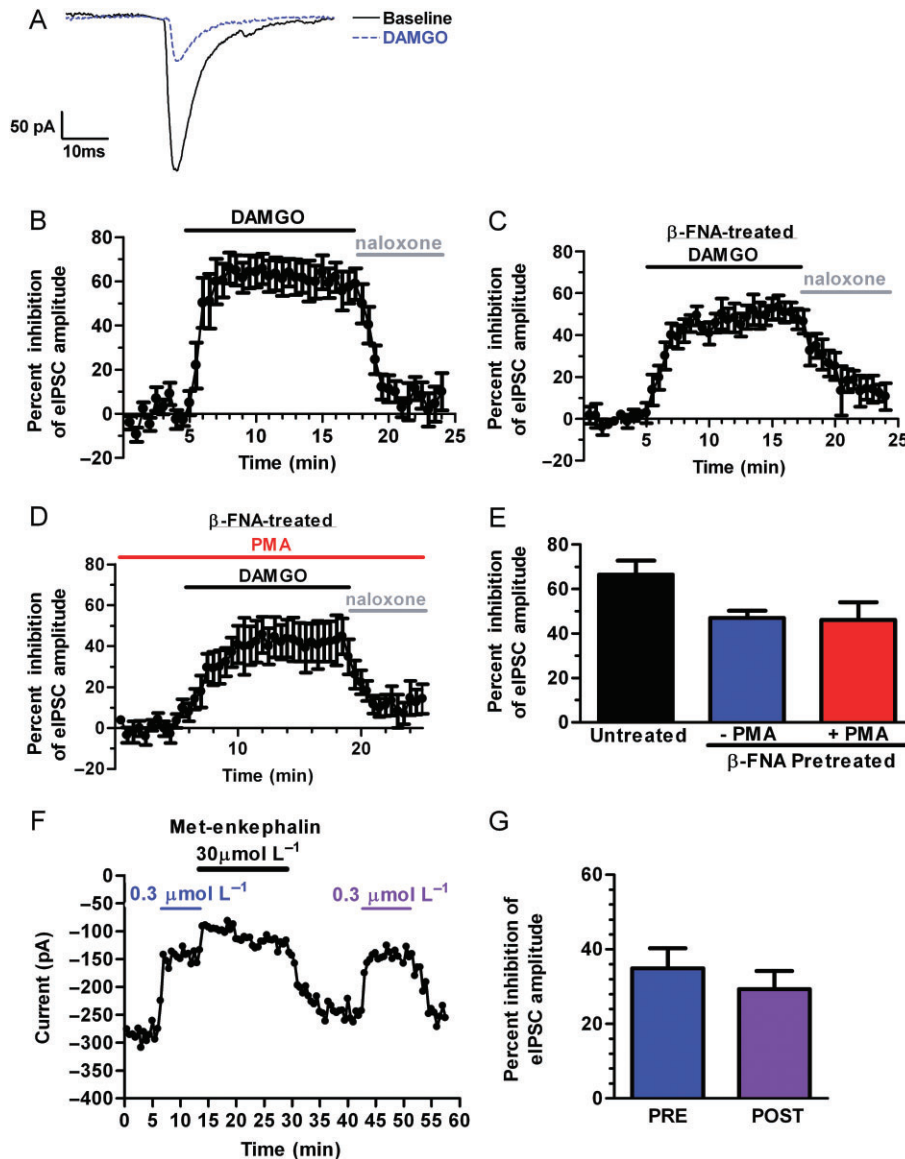 A
Baseline
DAMGO
50 pA
10ms
B
DAMGO
naloxone
Percent inhibition
of eIPSC amplitude
80
60
40
20
0
−20
5 10 15 20 25
Time (min)
C
β-FNA-treated
DAMGO
naloxone
Percent inhibition
of eIPSC amplitude
80
60
40
20
0
−20
5 10 15 20 25
Time (min)
D
β-FNA-treated
PMA
DAMGO
naloxone
Percent inhibition
of eIPSC amplitude
80
60
40
20
0
−20
10 20
Time (min)
E
Percent inhibition
of eIPSC amplitude
80
60
40
20
0
Untreated
- PMA + PMA
β-FNA Pretreated
F
Met-enkephalin
30μmol L−1
0.3 μmol L−1 0.3 μmol L−1
Current (pA)
0
−50
−100
−150
−200
−250
−300
−350
−400
0 5 10 15 20 25 30 35 40 45 50 55 60
Time (min)
G
Percent inhibition of
eIPSC amplitude
60
40
20
0
PRE POST